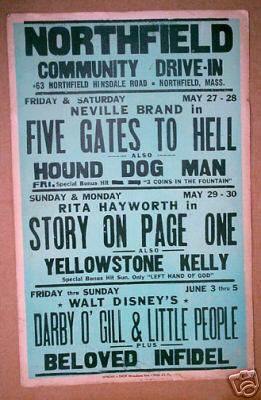 NORTHFIELD
COMMUNITY DRIVE-IN
#63 NORTHFIELD HINSDALE ROAD • NORTHFIELD, MASS.
FRIDAY & SATURDAY MAY 27-28
NEVILLE BRAND in
FIVE GATES TO HELL
ALSO
HOUND DOG MAN
FRI. Special Bonus Hit "3 COINS IN THE FOUNTAIN"
SUNDAY & MONDAY MAY 29-30
RITA HAYWORTH in
STORY ON PAGE ONE
ALSO
YELLOWSTONE KELLY
Special Bonus Hit Sun. Only "LEFT HAND OF GOD"
FRIDAY thru SUNDAY JUNE 3 thru 5
★ WALT DISNEY'S ★
DARBY O' GILL & LITTLE PEOPLE
PLUS
BELOVED INFIDEL